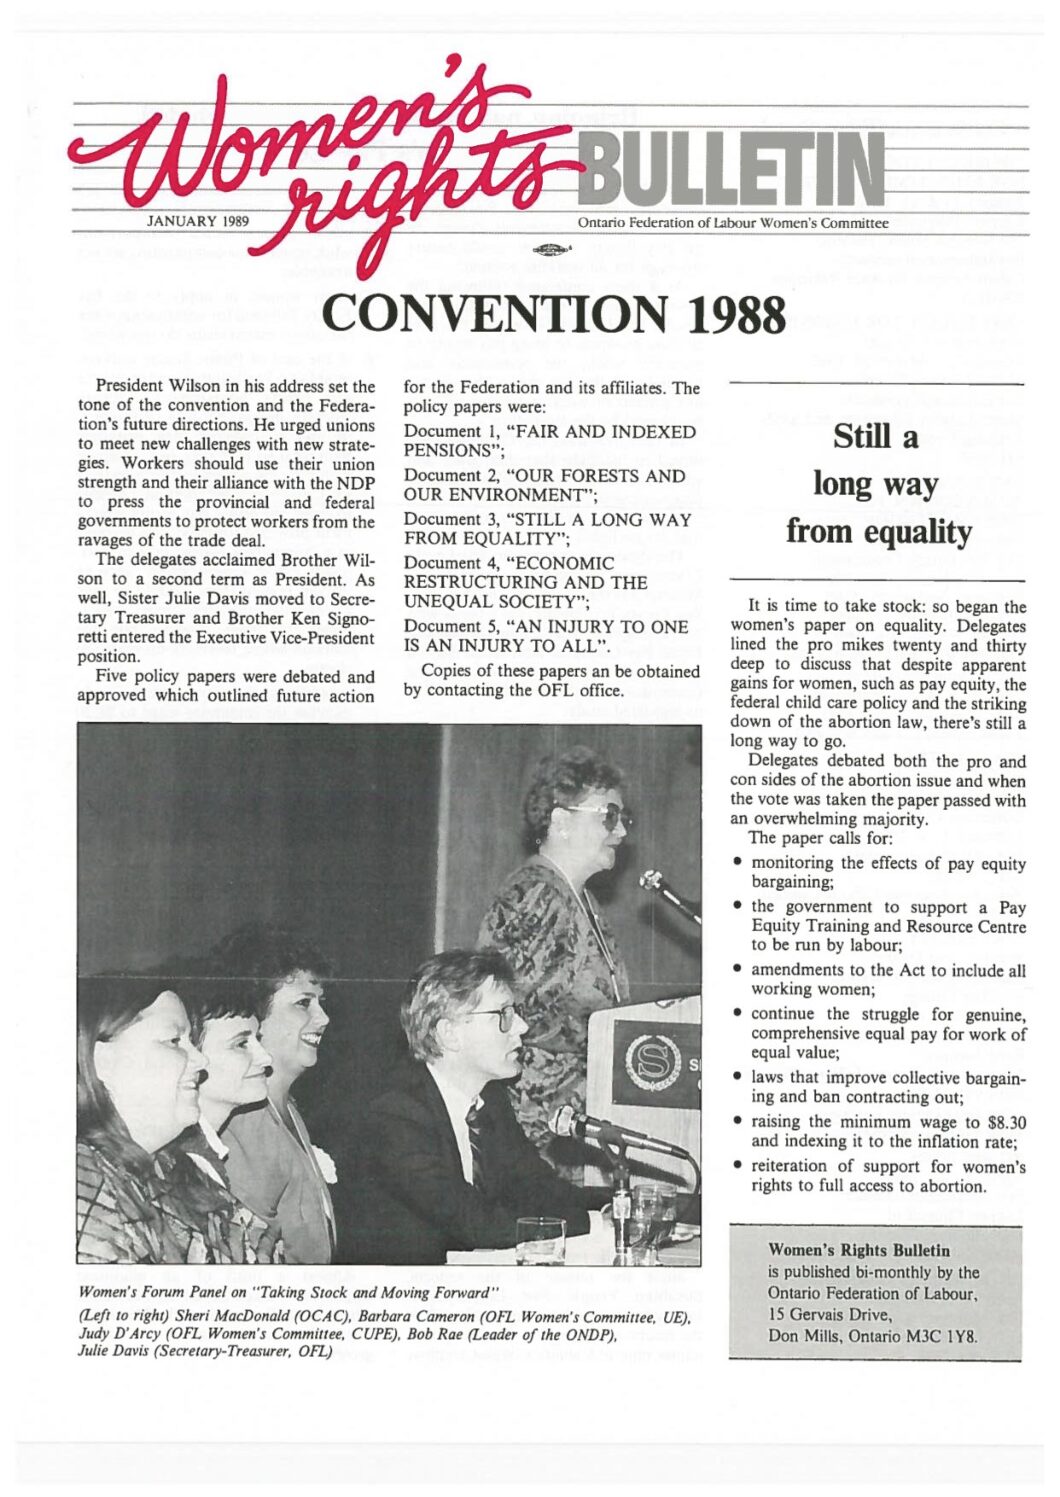 Women's
rights BULLETIN
JANUARY 1989
Ontario Federation of Labour Women's Committee
CONVENTION 1988
President Wilson in his address set the
tone of the convention and the Federa-
tion's future directions. He urged unions
to meet new challenges with new strate-
gies. Workers should use their union
strength and their alliance with the NDP
to press the provincial and federal
governments to protect workers from the
ravages of the trade deal.
The delegates acclaimed Brother Wil-
son to a second term as President. As
well, Sister Julie Davis moved to Secre-
tary Treasurer and Brother Ken Signo-
retti entered the Executive Vice-President
position.
Five policy papers were debated and
approved which outlined future action
for the Federation and its affiliates. The
policy papers were:
Document 1, “FAIR AND INDEXED
PENSIONS”;
Document 2, “OUR FORESTS AND
OUR ENVIRONMENT”;
Document 3, “STILL A LONG WAY
FROM EQUALITY”;
Document 4, “ECONOMIC
RESTRUCTURING AND THE
UNEQUAL SOCIETY”;
Document 5, “AN INJURY TO ONE
IS AN INJURY TO ALL”.
Copies of these papers an be obtained
by contacting the OFL office.
S
Women's Forum Panel on "Taking Stock and Moving Forward"
(Left to right) Sheri MacDonald (OCAC), Barbara Cameron (OFL Women's Committee, UE),
Judy D'Arcy (OFL Women's Committee, CUPE), Bob Rae (Leader of the ONDP),
Julie Davis (Secretary-Treasurer, OFL)
Still a
long way
from equality
It is time to take stock: so began the
women's paper on equality. Delegates
lined the pro mikes twenty and thirty
deep to discuss that despite apparent
gains for women, such as pay equity, the
federal child care policy and the striking
down of the abortion law, there's still a
long way to go.
Delegates debated both the pro and
con sides of the abortion issue and when
the vote was taken the paper passed with
an overwhelming majority.
The paper calls for:
• monitoring the effects of pay equity
bargaining;
• the government to support a Pay
Equity Training and Resource Centre
to be run by labour;
• amendments to the Act to include all
working women;
• continue the struggle for genuine,
comprehensive equal pay for work of
equal value;
• laws that improve collective bargain-
ing and ban contracting out;
• raising the minimum wage to $8.30
and indexing it to the inflation rate;
• reiteration of support for women's
rights to full access to abortion.
Women's Rights Bulletin
is published bi-monthly by the
Ontario Federation of Labour,
15 Gervais Drive,
Don Mills, Ontario M3C 1Y8.